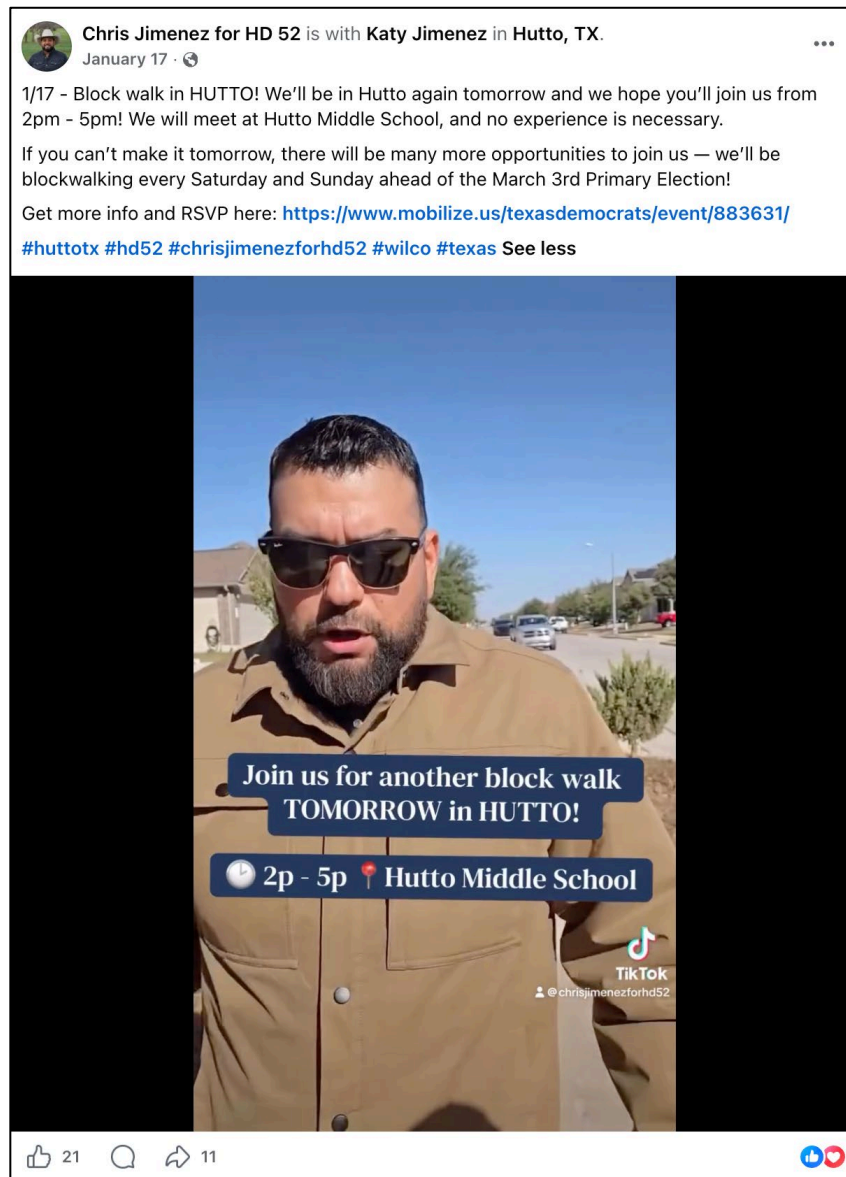 Chris Jimenez for HD 52 is with Katy Jimenez in Hutto, TX.
January 17 ·
1/17 - Block walk in HUTTO! We'll be in Hutto again tomorrow and we hope you'll join us from
2pm - 5pm! We will meet at Hutto Middle School, and no experience is necessary.
If you can't make it tomorrow, there will be many more opportunities to join us — we'll be
blockwalking every Saturday and Sunday ahead of the March 3rd Primary Election!
Get more info and RSVP here: https://www.mobilize.us/texasdemocrats/event/883631/
#huttotx #hd52 #chrisjimenezforhd52 #wilco #texas See less
Join us for another block walk
TOMORROW in HUTTO!
🕑 2p - 5p 📍 Hutto Middle School
TikTok
@chrisjimenezforhd52
21 11